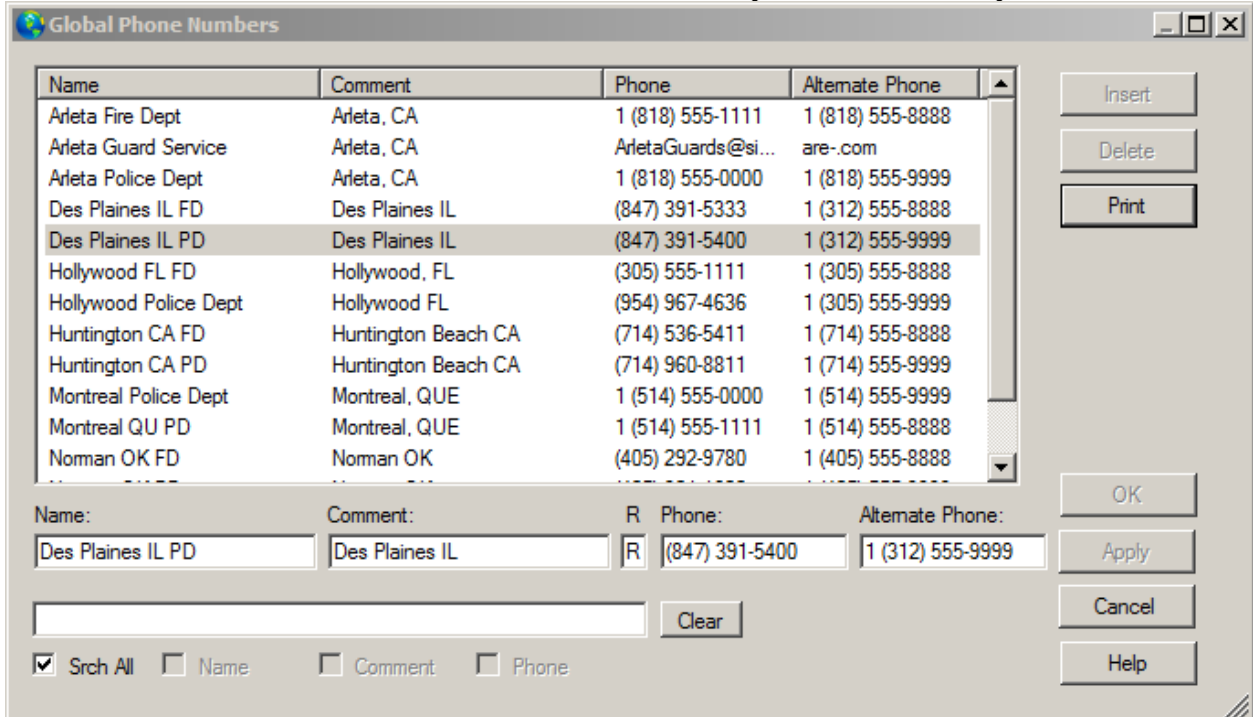 Global Phone Numbers
Name Comment Phone Alternate Phone
Arleta Fire Dept Arleta, CA 1 (818) 555-1111 1 (818) 555-8888
Arleta Guard Service Arleta, CA ArletaGuards@si... are-.com
Arleta Police Dept Arleta, CA 1 (818) 555-0000 1 (818) 555-9999
Des Plaines IL FD Des Plaines IL (847) 391-5333 1 (312) 555-8888
Des Plaines IL PD Des Plaines IL (847) 391-5400 1 (312) 555-9999
Hollywood FL FD Hollywood, FL (305) 555-1111 1 (305) 555-8888
Hollywood Police Dept Hollywood FL (954) 967-4636 1 (305) 555-9999
Huntington CA FD Huntington Beach CA (714) 536-5411 1 (714) 555-8888
Huntington CA PD Huntington Beach CA (714) 960-8811 1 (714) 555-9999
Montreal Police Dept Montreal, QUE 1 (514) 555-0000 1 (514) 555-9999
Montreal QU PD Montreal, QUE 1 (514) 555-1111 1 (514) 555-8888
Norman OK FD Norman OK (405) 292-9780 1 (405) 555-8888
Insert
Delete
Print
Name: Comment: R Phone: Alternate Phone:
Des Plaines IL PD Des Plaines IL R (847) 391-5400 1 (312) 555-9999
Clear
Srch All Name Comment Phone
OK
Apply
Cancel
Help